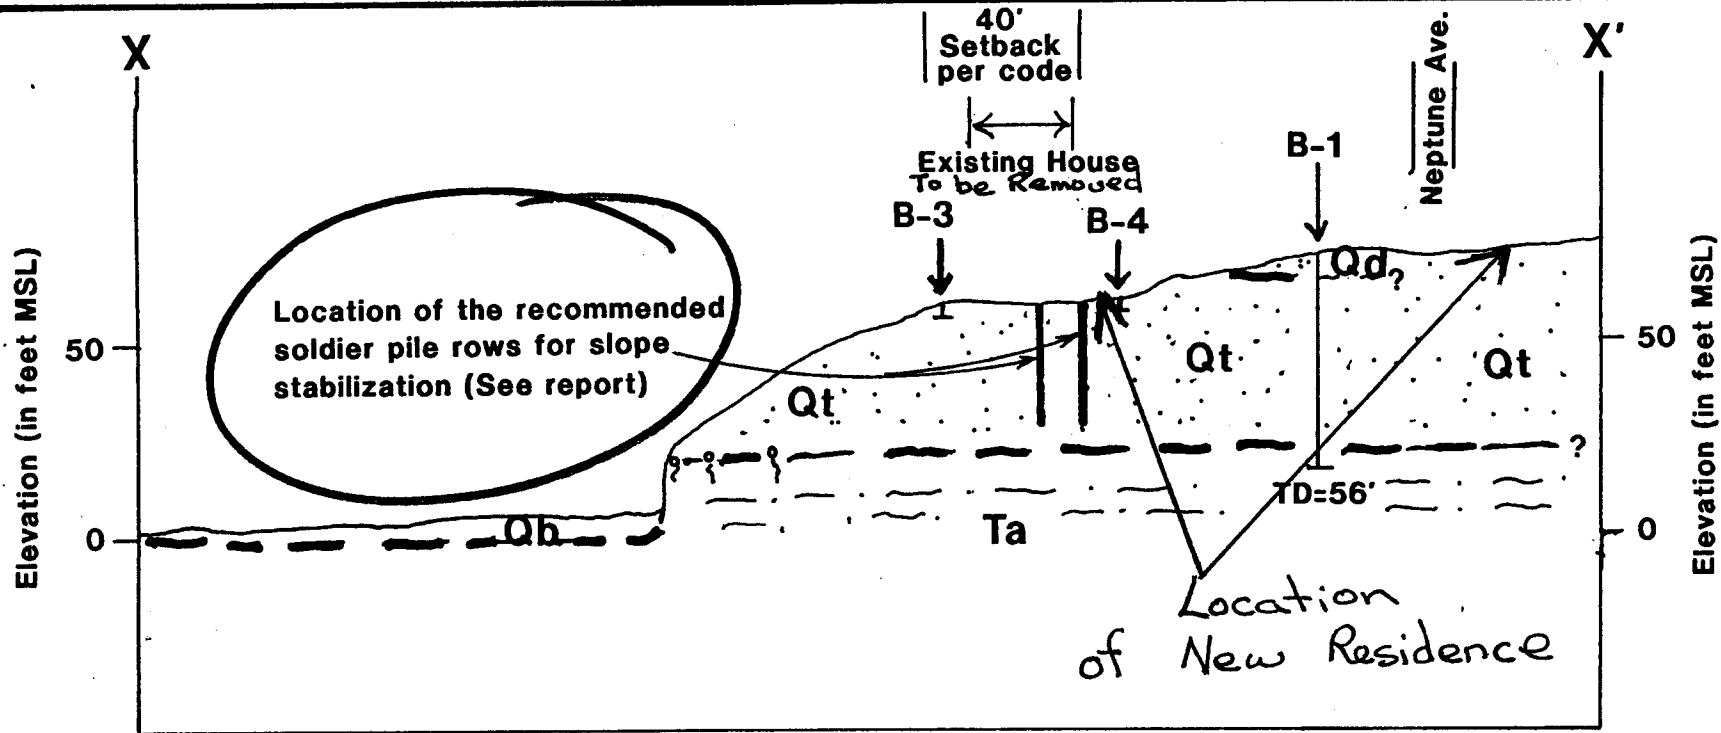 X
40'
Setback
per code
Neptune Ave.
X'
B-1
Existing House
To be Removed
B-3
B-4
Qd?
Location of the recommended
soldier pile rows for slope
stabilization (See report)
Elevation (in feet MSL)
50
0
Qt
Qt
Qt
50
0
Elevation (in feet MSL)
?
TD=56'
Qb
Ta
Location
of New Residence